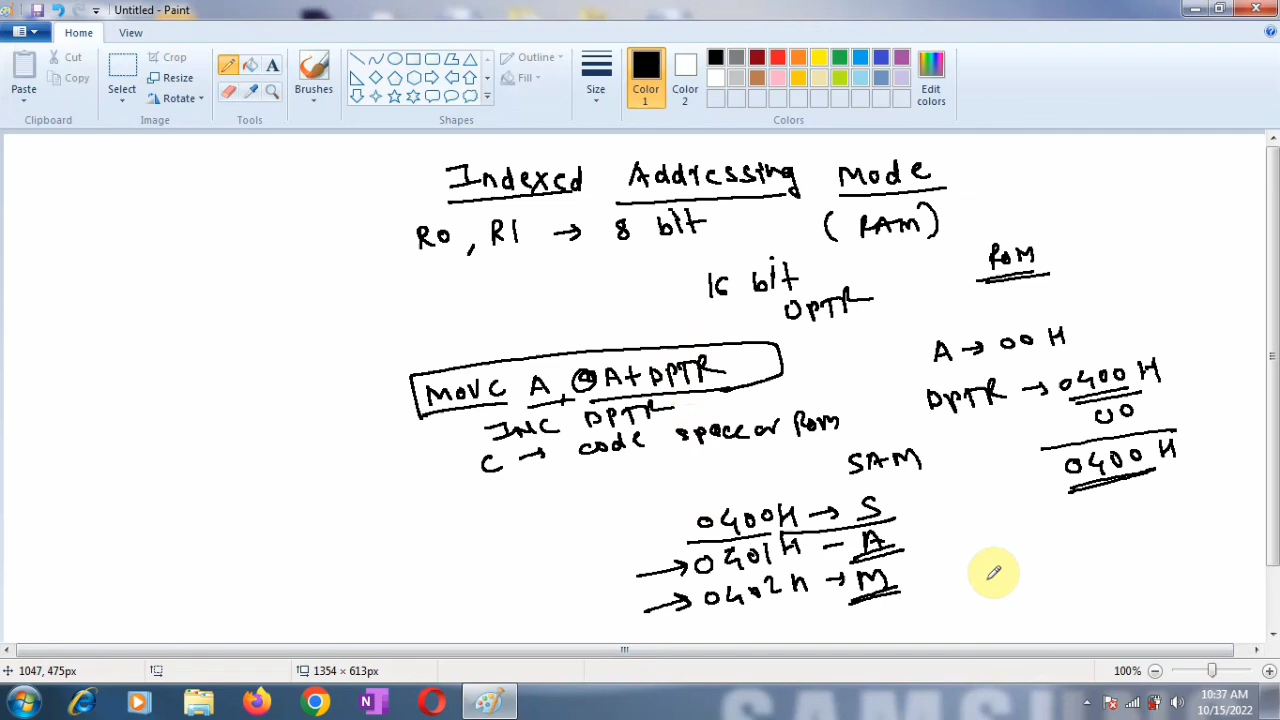 Untitled - Paint
Home View
Paste Cut Copy Select Crop Resize Rotate Brushes Outline Fill Size Color 1 Color 2 Edit colors
Clipboard Image Tools Shapes Colors
Indexed Addressing Mode
R0, R1 → 8 bit (RAM)
16 bit
DPTR
ROM
A → 00 H
MOVC A, @A+DPTR
DPTR → 0400 H
INC DPTR
00
C → code space or Rom
0400 H
SAM
0400H → S
→ 0401 H - A
→ 0402 H → M
1047, 475px
1354 × 613px
100%
SAMS
10:37 AM
10/15/2022